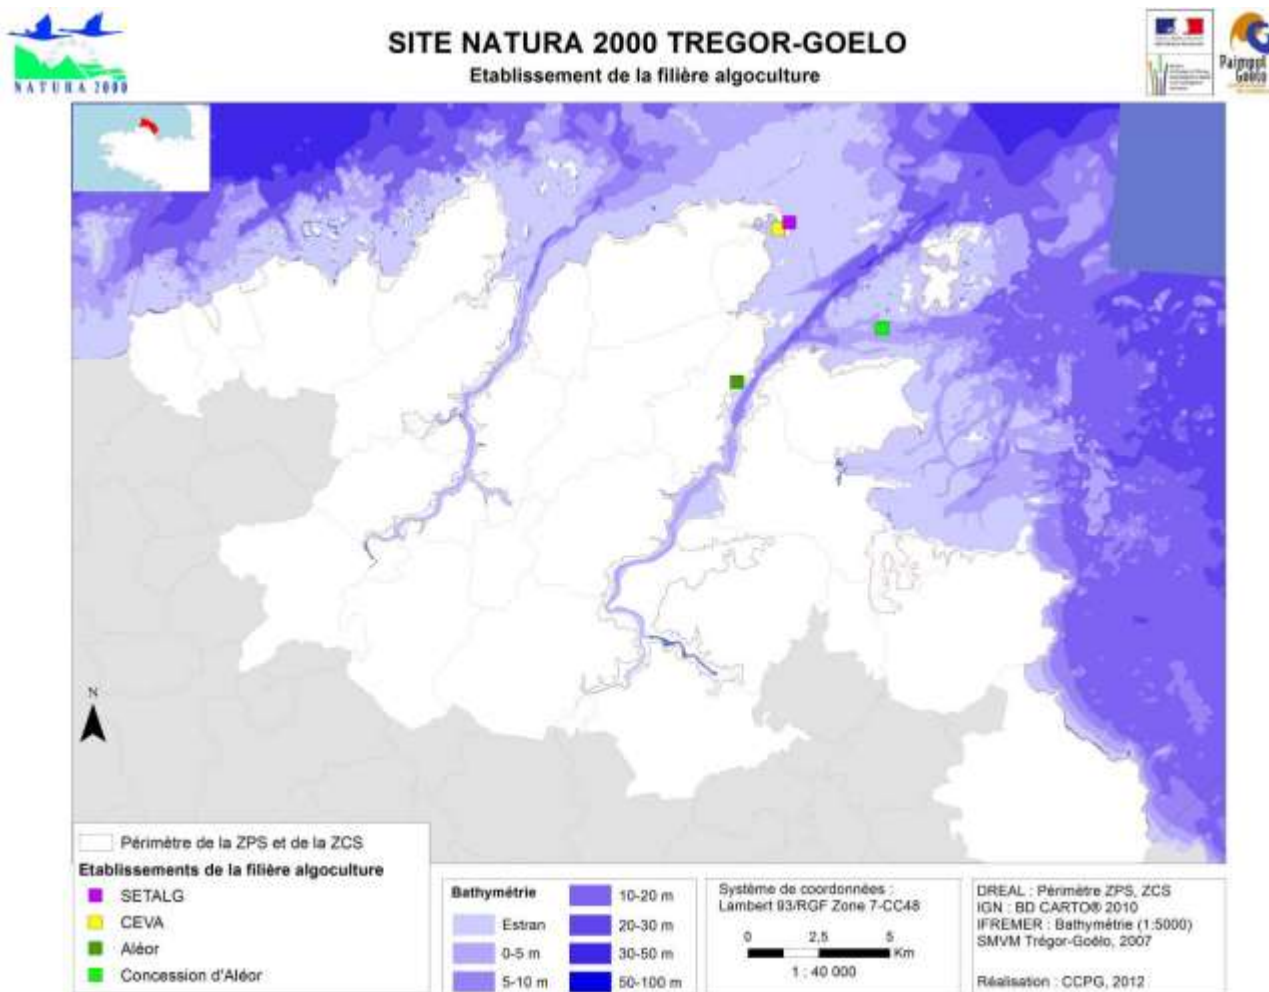 SITE NATURA 2000 TREGOR-GOELO
Etablissement de la filière algoculture
NATURA 2000
Paimpol
Goëlo
N
Périmètre de la ZPS et de la ZCS
Etablissements de la filière algoculture
SETALG
CEVA
Aléor
Concession d'Aléor
Bathymétrie
Estran
0-5 m
5-10 m
10-20 m
20-30 m
30-50 m
50-100 m
Système de coordonnées :
Lambert 93/RGF Zone 7-CC48
0 2,5 5
Km
1 : 40 000
DREAL : Périmètre ZPS, ZCS
IGN : BD CARTO® 2010
IFREMER : Bathymétrie (1:5000)
SMVM Trégor-Goëlo, 2007
Réalisation : CCPG, 2012